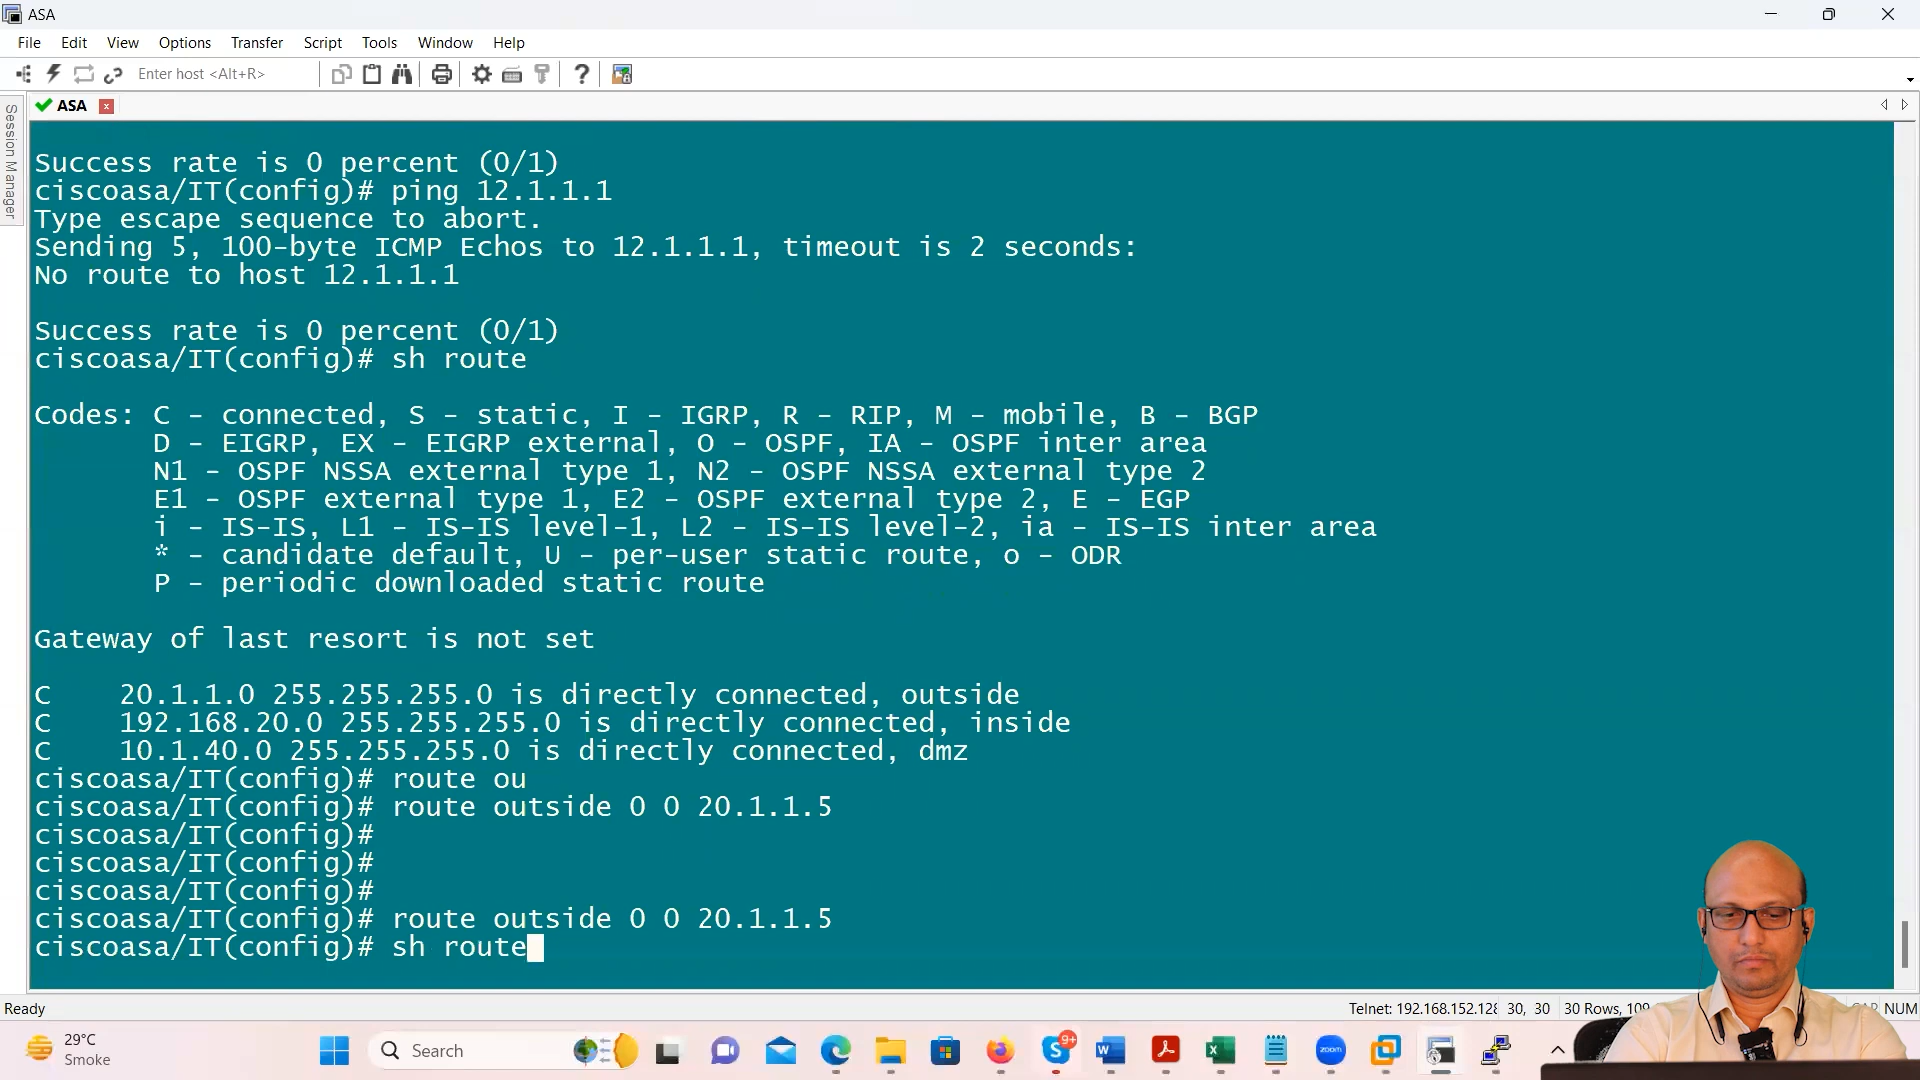 ASA
File Edit View Options Transfer Script Tools Window Help
Enter host <Alt+R>
Session Manager
ASA
Success rate is 0 percent (0/1)
ciscoasa/IT(config)# ping 12.1.1.1
Type escape sequence to abort.
Sending 5, 100-byte ICMP Echos to 12.1.1.1, timeout is 2 seconds:
No route to host 12.1.1.1
Success rate is 0 percent (0/1)
ciscoasa/IT(config)# sh route
Codes: C - connected, S - static, I - IGRP, R - RIP, M - mobile, B - BGP
D - EIGRP, EX - EIGRP external, O - OSPF, IA - OSPF inter area
N1 - OSPF NSSA external type 1, N2 - OSPF NSSA external type 2
E1 - OSPF external type 1, E2 - OSPF external type 2, E - EGP
i - IS-IS, L1 - IS-IS level-1, L2 - IS-IS level-2, ia - IS-IS inter area
* - candidate default, U - per-user static route, o - ODR
P - periodic downloaded static route
Gateway of last resort is not set
C 20.1.1.0 255.255.255.0 is directly connected, outside
C 192.168.20.0 255.255.255.0 is directly connected, inside
C 10.1.40.0 255.255.255.0 is directly connected, dmz
ciscoasa/IT(config)# route ou
ciscoasa/IT(config)# route outside 0 0 20.1.1.5
ciscoasa/IT(config)#
ciscoasa/IT(config)#
ciscoasa/IT(config)#
ciscoasa/IT(config)# route outside 0 0 20.1.1.5
ciscoasa/IT(config)# sh route
Ready Telnet: 192.168.152.128 30, 30 30 Rows, NUM
29°C
Smoke
Search
9+
zoom